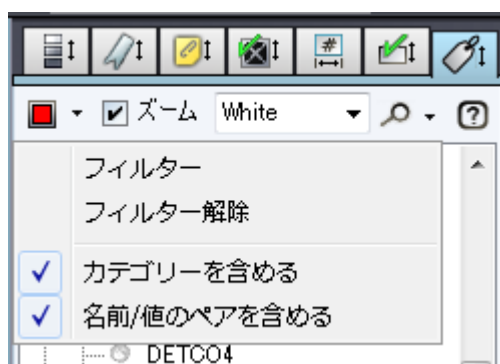 #
ズーム White
?
フィルター
フィルター解除
カテゴリーを含める
名前/値のペアを含める
DETCO4